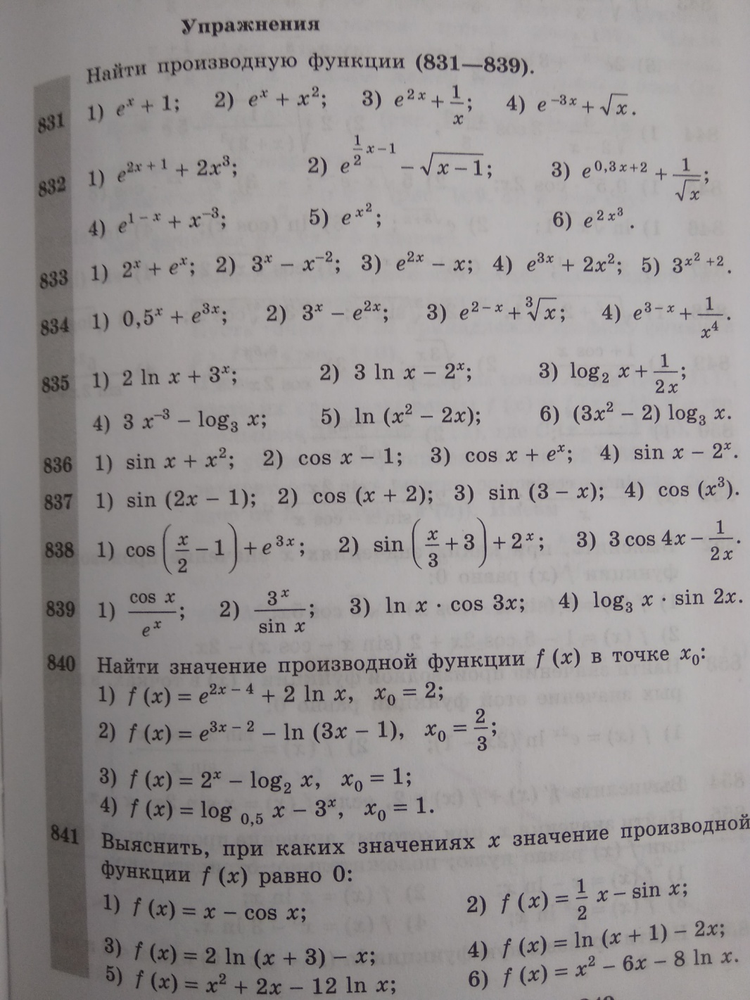 Упражнения
Найти производную функции (831—839).
831 1) e^x + 1; 2) e^x + x^2; 3) e^{2x} + \frac{1}{x}; 4) e^{-3x} + \sqrt{x}.
832 1) e^{2x+1} + 2x^3; 2) e^{\frac{1}{2}x-1} - \sqrt{x-1}; 3) e^{0,3x+2} + \frac{1}{\sqrt{x}};
4) e^{1-x} + x^{-3}; 5) e^{x^2}; 6) e^{2x^3}.
833 1) 2^x + e^x; 2) 3^x - x^{-2}; 3) e^{2x} - x; 4) e^{3x} + 2x^2; 5) 3^{x^2+2}.
834 1) 0,5^x + e^{3x}; 2) 3^x - e^{2x}; 3) e^{2-x} + \sqrt[3]{x}; 4) e^{3-x} + \frac{1}{x^4}.
835 1) 2 ln x + 3^x; 2) 3 ln x - 2^x; 3) log_2 x + \frac{1}{2x};
4) 3 x^{-3} - log_3 x; 5) ln (x^2 - 2x); 6) (3x^2 - 2) log_3 x.
836 1) sin x + x^2; 2) cos x - 1; 3) cos x + e^x; 4) sin x - 2^x.
837 1) sin (2x - 1); 2) cos (x + 2); 3) sin (3 - x); 4) cos (x^3).
838 1) cos (\frac{x}{2} - 1) + e^{3x}; 2) sin (\frac{x}{3} + 3) + 2^x; 3) 3 cos 4x - \frac{1}{2x}.
839 1) \frac{cos x}{e^x}; 2) \frac{3^x}{sin x}; 3) ln x · cos 3x; 4) log_3 x · sin 2x.
840 Найти значение производной функции f (x) в точке x_0:
1) f (x) = e^{2x-4} + 2 ln x, x_0 = 2;
2) f (x) = e^{3x-2} - ln (3x - 1), x_0 = \frac{2}{3};
3) f (x) = 2^x - log_2 x, x_0 = 1;
4) f (x) = log_{0,5} x - 3^x, x_0 = 1.
841 Выяснить, при каких значениях x значение производной
функции f (x) равно 0:
1) f (x) = x - cos x; 2) f (x) = \frac{1}{2} x - sin x;
3) f (x) = 2 ln (x + 3) - x; 4) f (x) = ln (x + 1) - 2x;
5) f (x) = x^2 + 2x - 12 ln x; 6) f (x) = x^2 - 6x - 8 ln x.